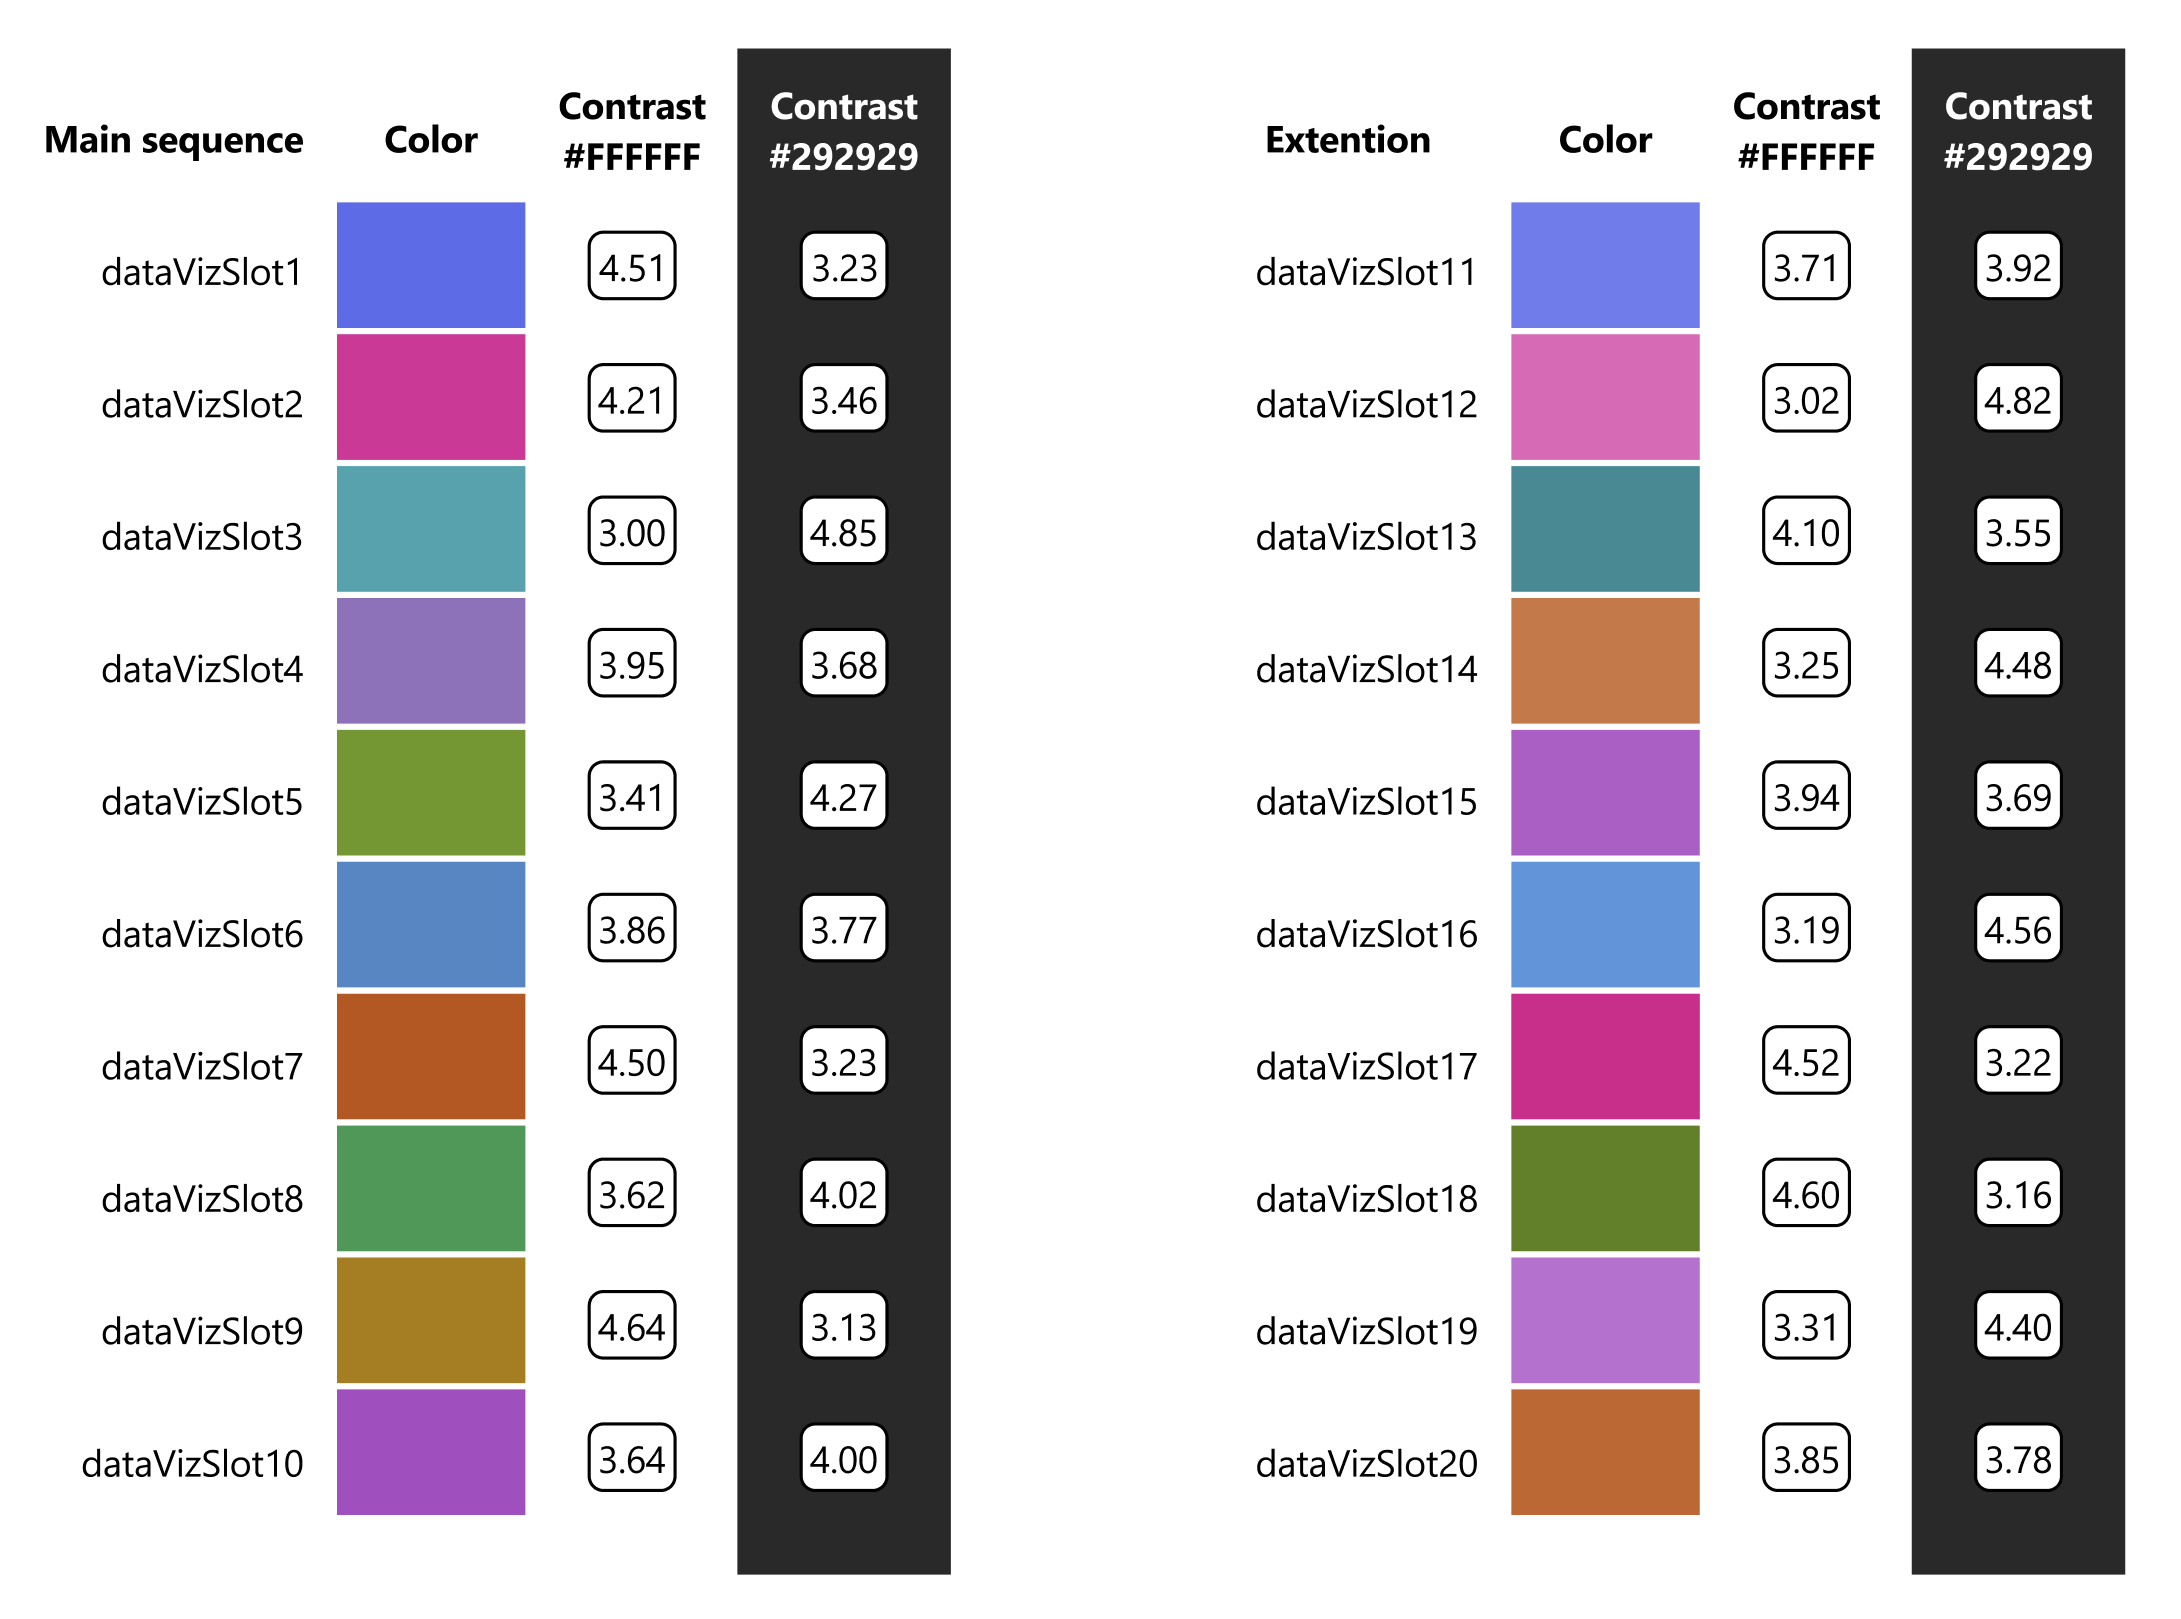 Main sequence Color Contrast #FFFFFF Contrast #292929
dataVizSlot1 4.51 3.23
dataVizSlot2 4.21 3.46
dataVizSlot3 3.00 4.85
dataVizSlot4 3.95 3.68
dataVizSlot5 3.41 4.27
dataVizSlot6 3.86 3.77
dataVizSlot7 4.50 3.23
dataVizSlot8 3.62 4.02
dataVizSlot9 4.64 3.13
dataVizSlot10 3.64 4.00
Extention Color Contrast #FFFFFF Contrast #292929
dataVizSlot11 3.71 3.92
dataVizSlot12 3.02 4.82
dataVizSlot13 4.10 3.55
dataVizSlot14 3.25 4.48
dataVizSlot15 3.94 3.69
dataVizSlot16 3.19 4.56
dataVizSlot17 4.52 3.22
dataVizSlot18 4.60 3.16
dataVizSlot19 3.31 4.40
dataVizSlot20 3.85 3.78